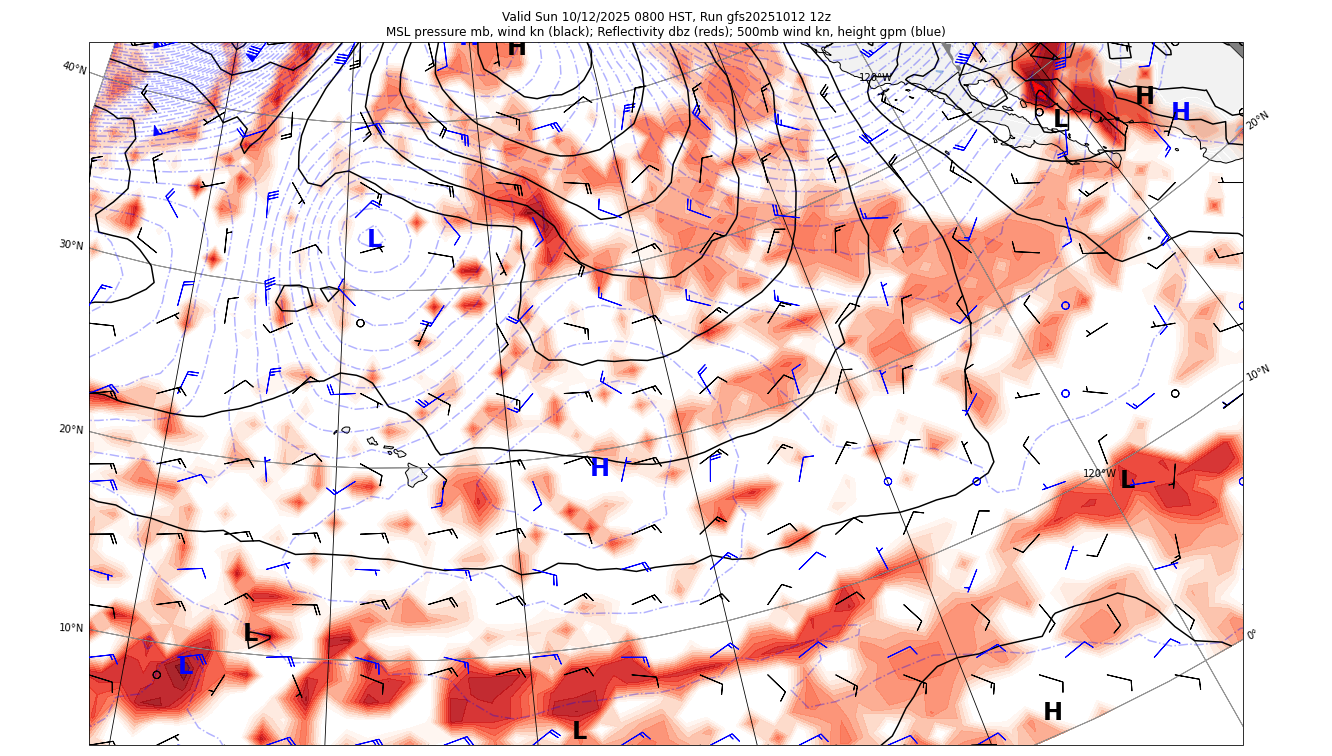 Valid Sun 10/12/2025 0800 HST, Run gfs20251012 12z
MSL pressure mb, wind kn (black); Reflectivity dbz (reds); 500mb wind kn, height gpm (blue)
H
40°N
120°W
H
H
L
20°N
L
30°N
10°N
20°N
H
120°W
L
10°N
L
0°
L
H
L